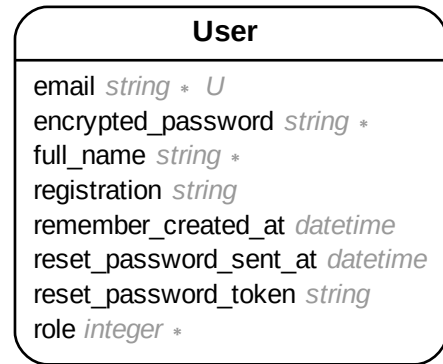 User
email string * U
encrypted_password string *
full_name string *
registration string
remember_created_at datetime
reset_password_sent_at datetime
reset_password_token string
role integer *